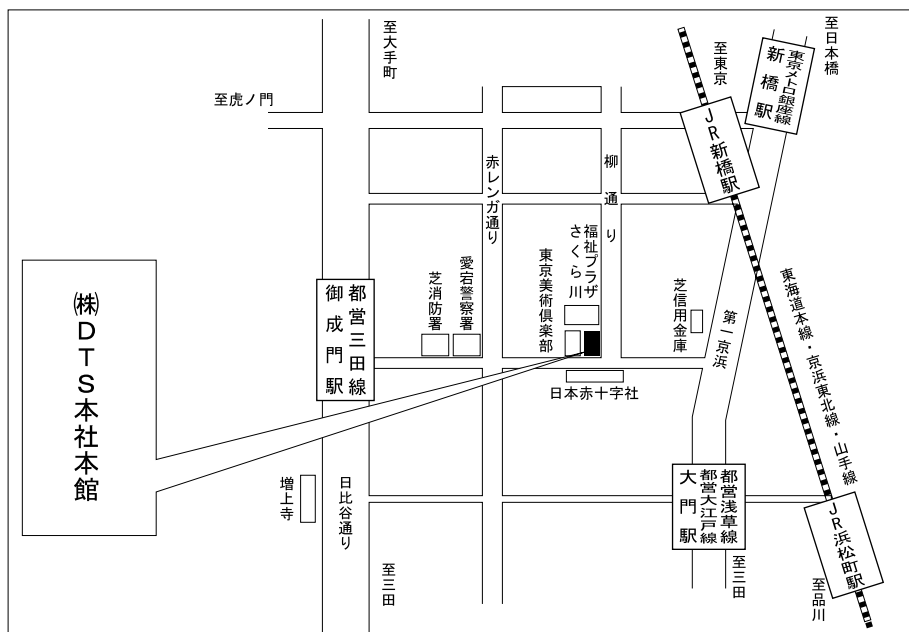 至大手町
至虎ノ門
至東京
至日本橋
東京メトロ銀座線
新橋駅
JR新橋駅
赤レンガ通り
柳通り
福祉プラザ
さくら川
東京美術倶楽部
愛宕警察署
芝消防署
芝信用金庫
第一京浜
東海道本線・京浜東北線・山手線
都営三田線
御成門駅
㈱DTS本社本館
日本赤十字社
増上寺
日比谷通り
都営浅草線
都営大江戸線
大門駅
JR浜松町駅
至三田
至三田
至品川